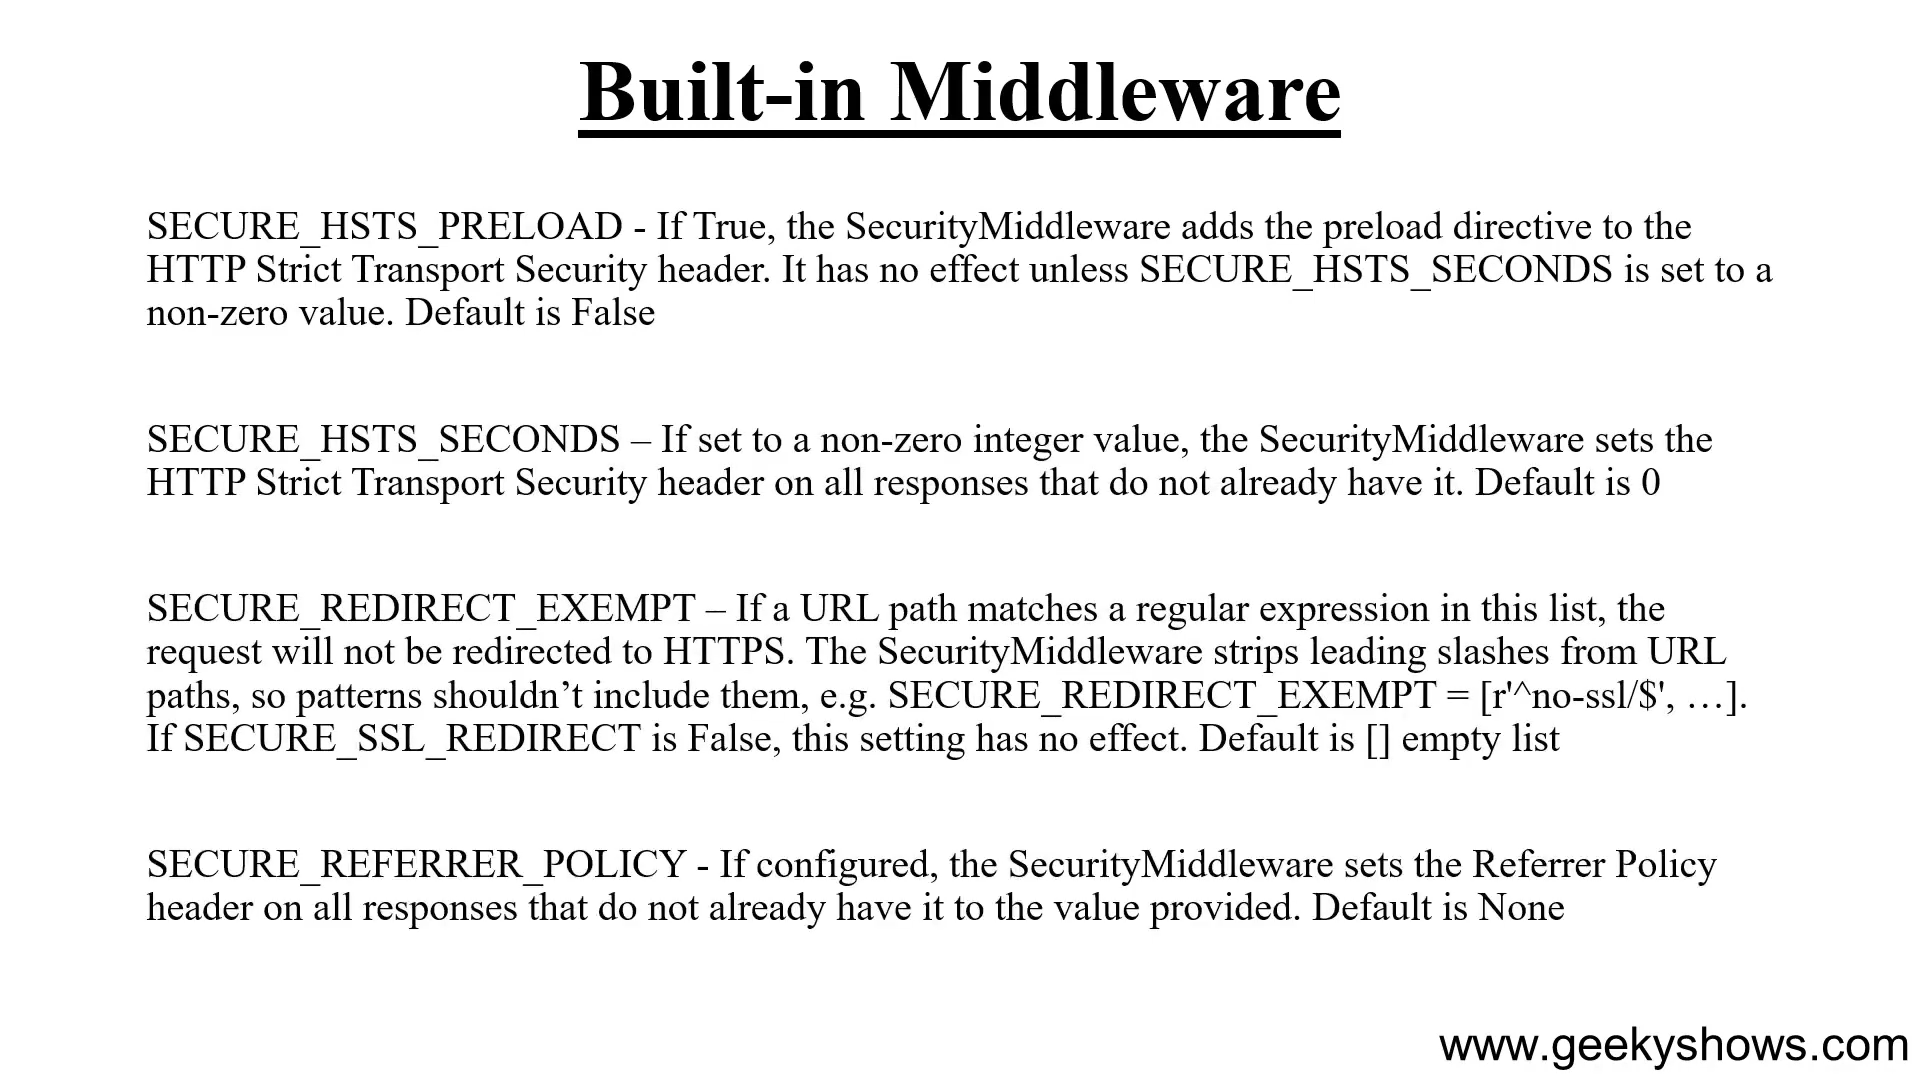 Built-in Middleware
SECURE_HSTS_PRELOAD - If True, the SecurityMiddleware adds the preload directive to the
HTTP Strict Transport Security header. It has no effect unless SECURE_HSTS_SECONDS is set to a
non-zero value. Default is False
SECURE_HSTS_SECONDS – If set to a non-zero integer value, the SecurityMiddleware sets the
HTTP Strict Transport Security header on all responses that do not already have it. Default is 0
SECURE_REDIRECT_EXEMPT – If a URL path matches a regular expression in this list, the
request will not be redirected to HTTPS. The SecurityMiddleware strips leading slashes from URL
paths, so patterns shouldn’t include them, e.g. SECURE_REDIRECT_EXEMPT = [r'^no-ssl/$', …].
If SECURE_SSL_REDIRECT is False, this setting has no effect. Default is [] empty list
SECURE_REFERRER_POLICY - If configured, the SecurityMiddleware sets the Referrer Policy
header on all responses that do not already have it to the value provided. Default is None
www.geekyshows.com